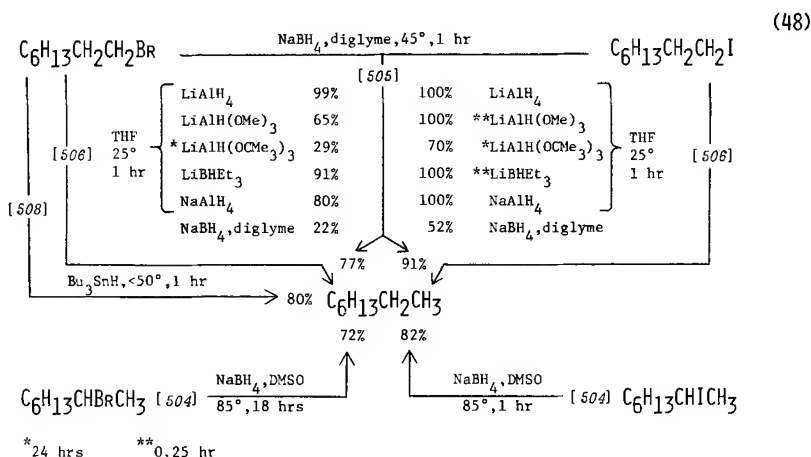 (48)
C6H13CH2CH2Br NaBH4,diglyme,45°,1 hr C6H13CH2CH2I
[505]
LiAlH4 99% 100% LiAlH4
LiAlH(OMe)3 65% 100% **LiAlH(OMe)3
THF 25° 1 hr *LiAlH(OCMe3)3 29% 70% *LiAlH(OCMe3)3 THF 25° 1 hr
[506] LiBHEt3 91% 100% **LiBHEt3 [506]
[508] NaAlH4 80% 100% NaAlH4
NaBH4,diglyme 22% 52% NaBH4,diglyme
77% 91%
Bu3SnH,<50°,1 hr 80% C6H13CH2CH3
72% 82%
C6H13CHBrCH3 [504] NaBH4,DMSO NaBH4,DMSO [504] C6H13CHICH3
85°,18 hrs 85°,1 hr
*24 hrs **0,25 hr